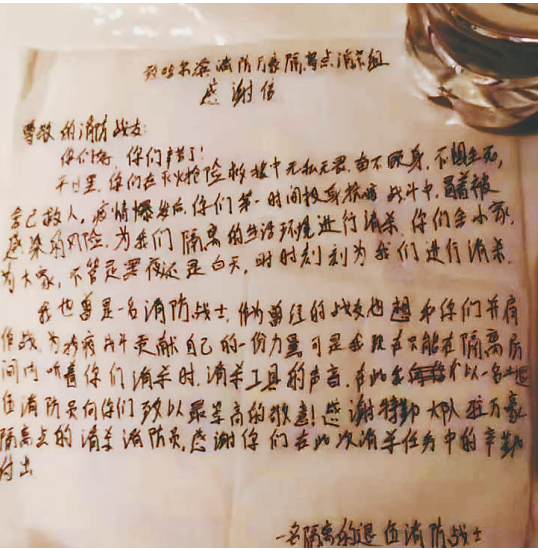 致哈尔滨消防万豪隔离点消杀组
感谢信
尊敬的消防战友:
你们好,你们辛苦了!
平日里,你们在灭火抢险救援中无私无畏,奋不顾身,不顾生死,
舍己救人,疫情爆发后,你们第一时间投身抗疫战斗中,冒着被
感染的风险,为我们隔离的生活环境进行消杀,你们舍小家,
为大家,不管是黑夜还是白天,时时刻刻为我们进行消杀.
我也曾是一名消防战士,作为曾经的战友也想和你们并肩
作战,为抗疫战斗贡献自己的一份力量可是我现在只能在隔离房
间内听着你们消杀时,消杀工具的声音,在此我以一名退
伍消防员向你们致以最崇高的敬意!感谢特勤大队驻万豪
隔离点的消杀消防员,感谢你们在此次消杀任务中的辛勤
付出
一名隔离的退伍消防战士